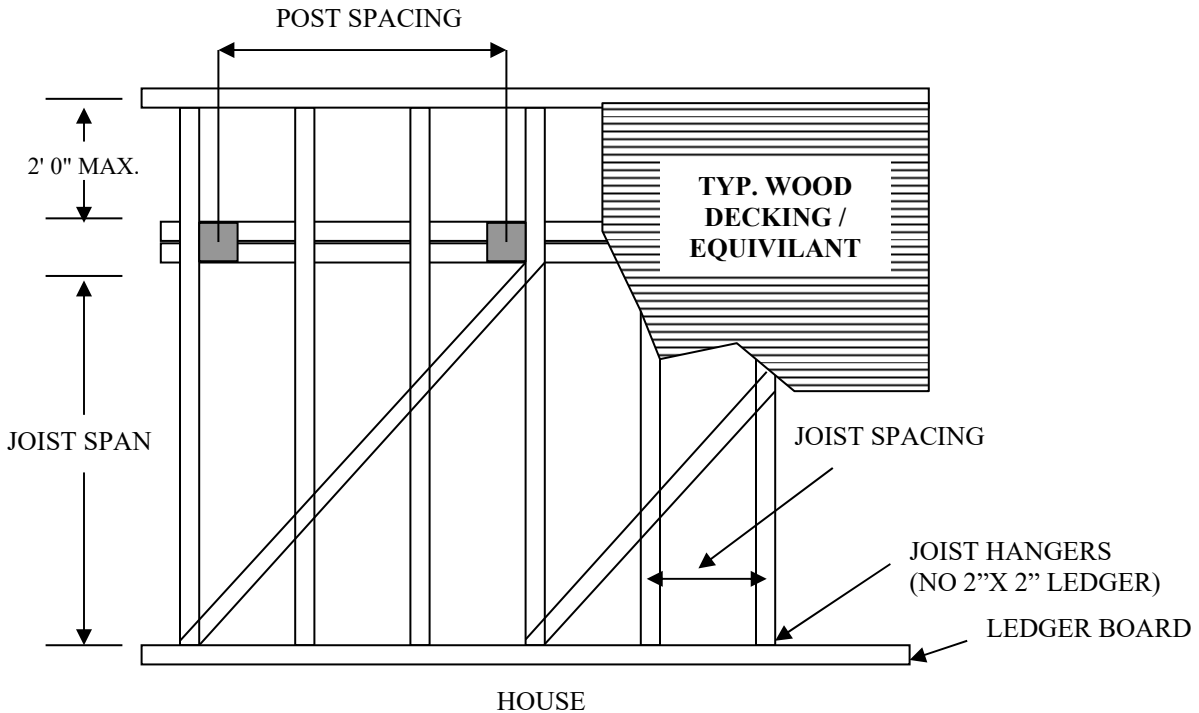 POST SPACING
2' 0" MAX.
TYP. WOOD
DECKING /
EQUIVILANT
JOIST SPAN
JOIST SPACING
JOIST HANGERS
(NO 2”X 2” LEDGER)
LEDGER BOARD
HOUSE